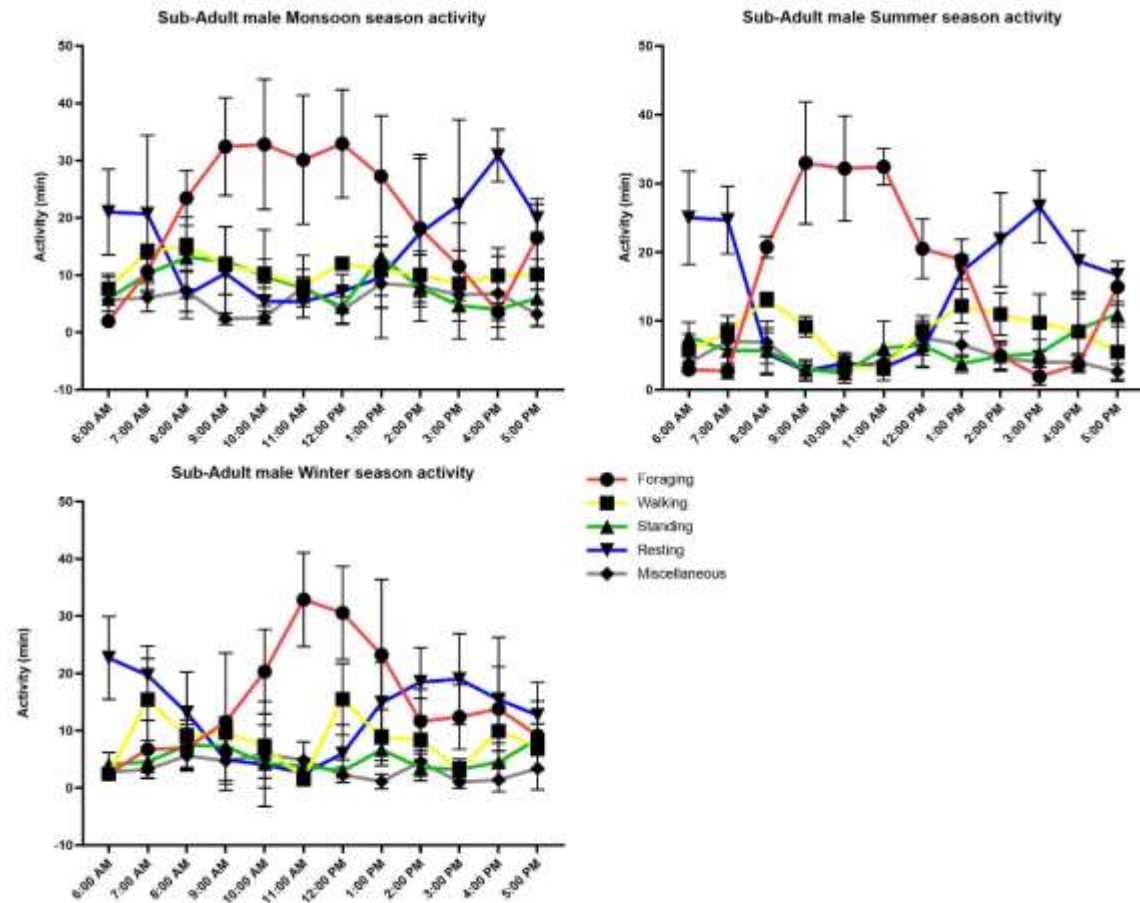 Sub-Adult male Monsoon season activity
Activity (min)
50
40
30
20
10
0
-10
6:00 AM
7:00 AM
8:00 AM
9:00 AM
10:00 AM
11:00 AM
12:00 PM
1:00 PM
2:00 PM
3:00 PM
4:00 PM
5:00 PM
Sub-Adult male Summer season activity
Activity (min)
50
40
30
20
10
0
6:00 AM
7:00 AM
8:00 AM
9:00 AM
10:00 AM
11:00 AM
12:00 PM
1:00 PM
2:00 PM
3:00 PM
4:00 PM
5:00 PM
Sub-Adult male Winter season activity
Activity (min)
50
40
30
20
10
0
-10
6:00 AM
7:00 AM
8:00 AM
9:00 AM
10:00 AM
11:00 AM
12:00 PM
1:00 PM
2:00 PM
3:00 PM
4:00 PM
5:00 PM
Foraging
Walking
Standing
Resting
Miscellaneous